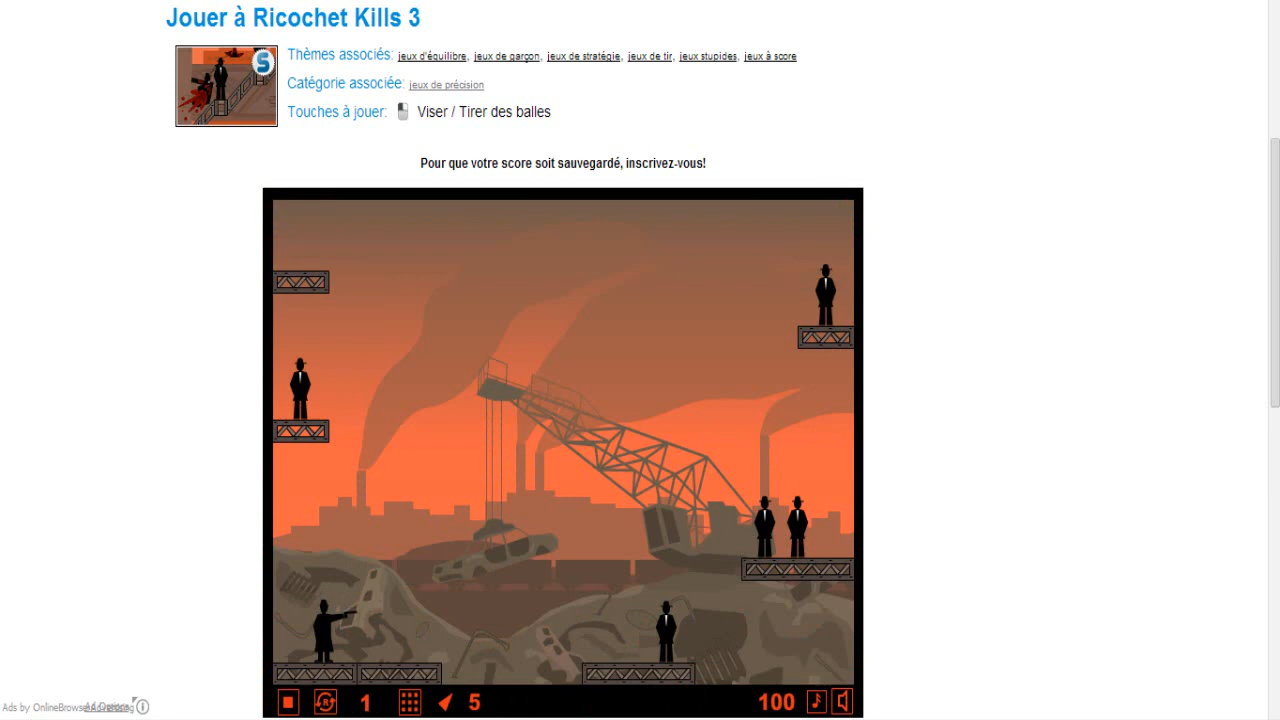 Jouer à Ricochet Kills 3
S
Thèmes associés: jeux d'équilibre, jeux de garçon, jeux de stratégie, jeux de tir, jeux stupides, jeux à score
Catégorie associée: jeux de précision
Touches à jouer: Viser / Tirer des balles
Pour que votre score soit sauvegardé, inscrivez-vous!
R 1 5 100
Ads by OnlineBrowserAdvertising Ad Options